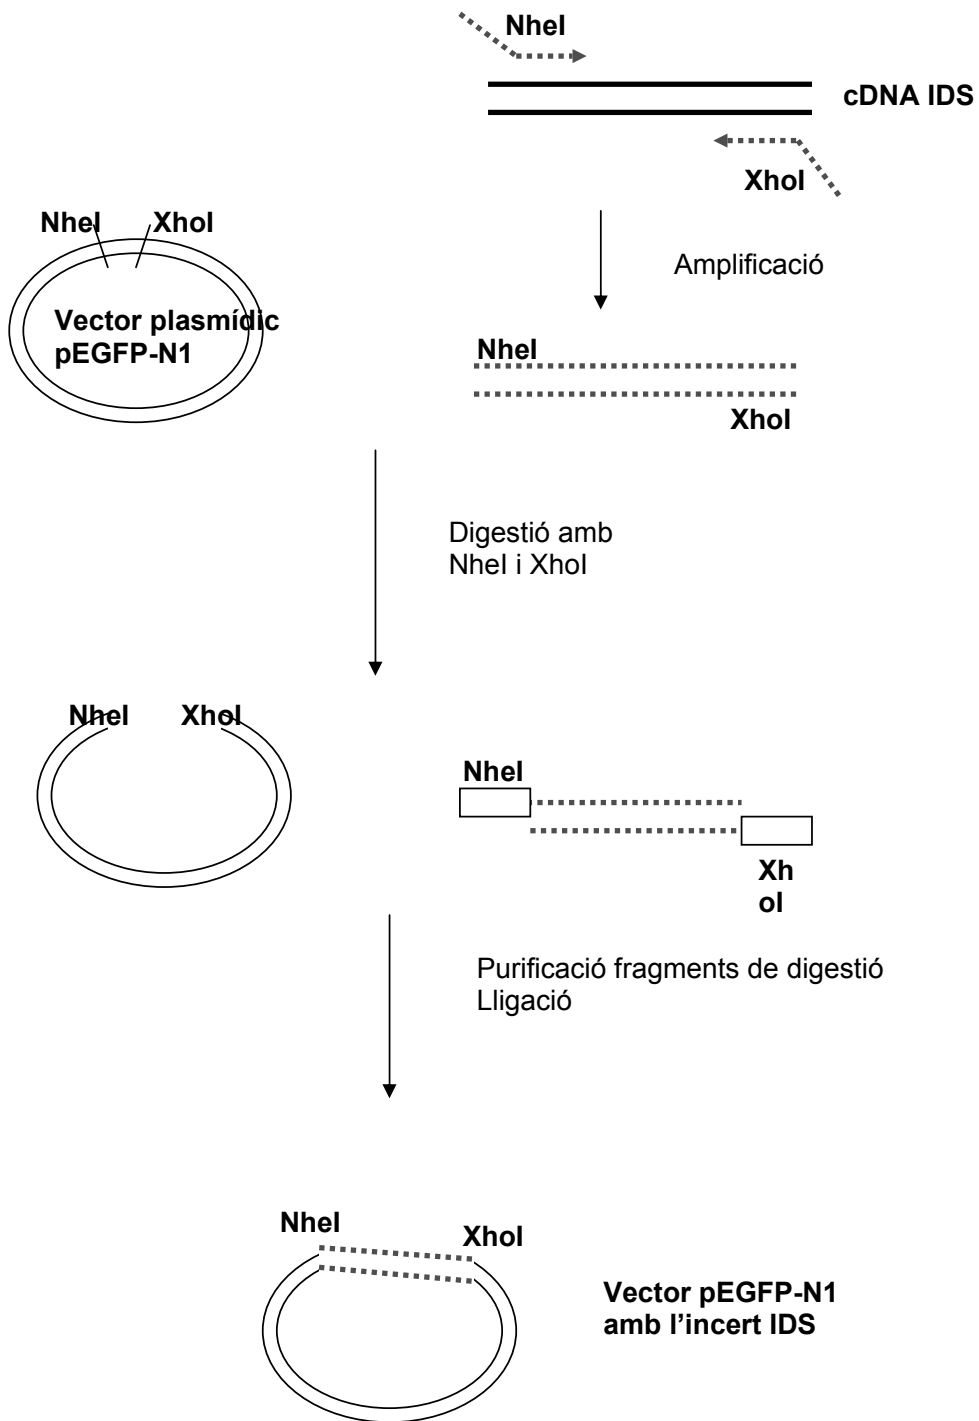 NheI
cDNA IDS
XhoI
NheI
XhoI
Amplificació
Vector plasmídic
pEGFP-N1
NheI
XhoI
Digestió amb
NheI i XhoI
NheI
XhoI
NheI
Xh
oI
Purificació fragments de digestió
Lligació
NheI
XhoI
Vector pEGFP-N1
amb l’incert IDS